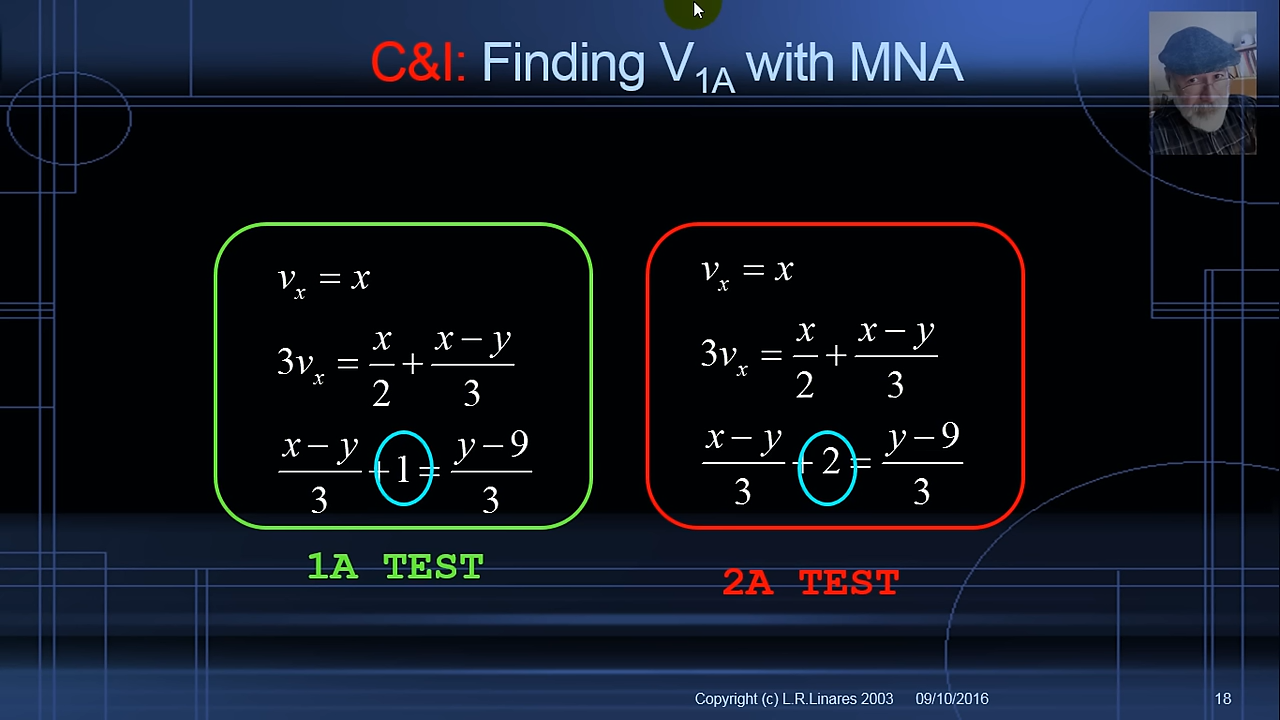 C&I: Finding V₁A with MNA
vₓ = x
3vₓ = x/2 + (x − y)/3
(x − y)/3 + 1 = (y − 9)/3
1A TEST
vₓ = x
3vₓ = x/2 + (x − y)/3
(x − y)/3 + 2 = (y − 9)/3
2A TEST
Copyright (c) L.R.Linares 2003 09/10/2016 18